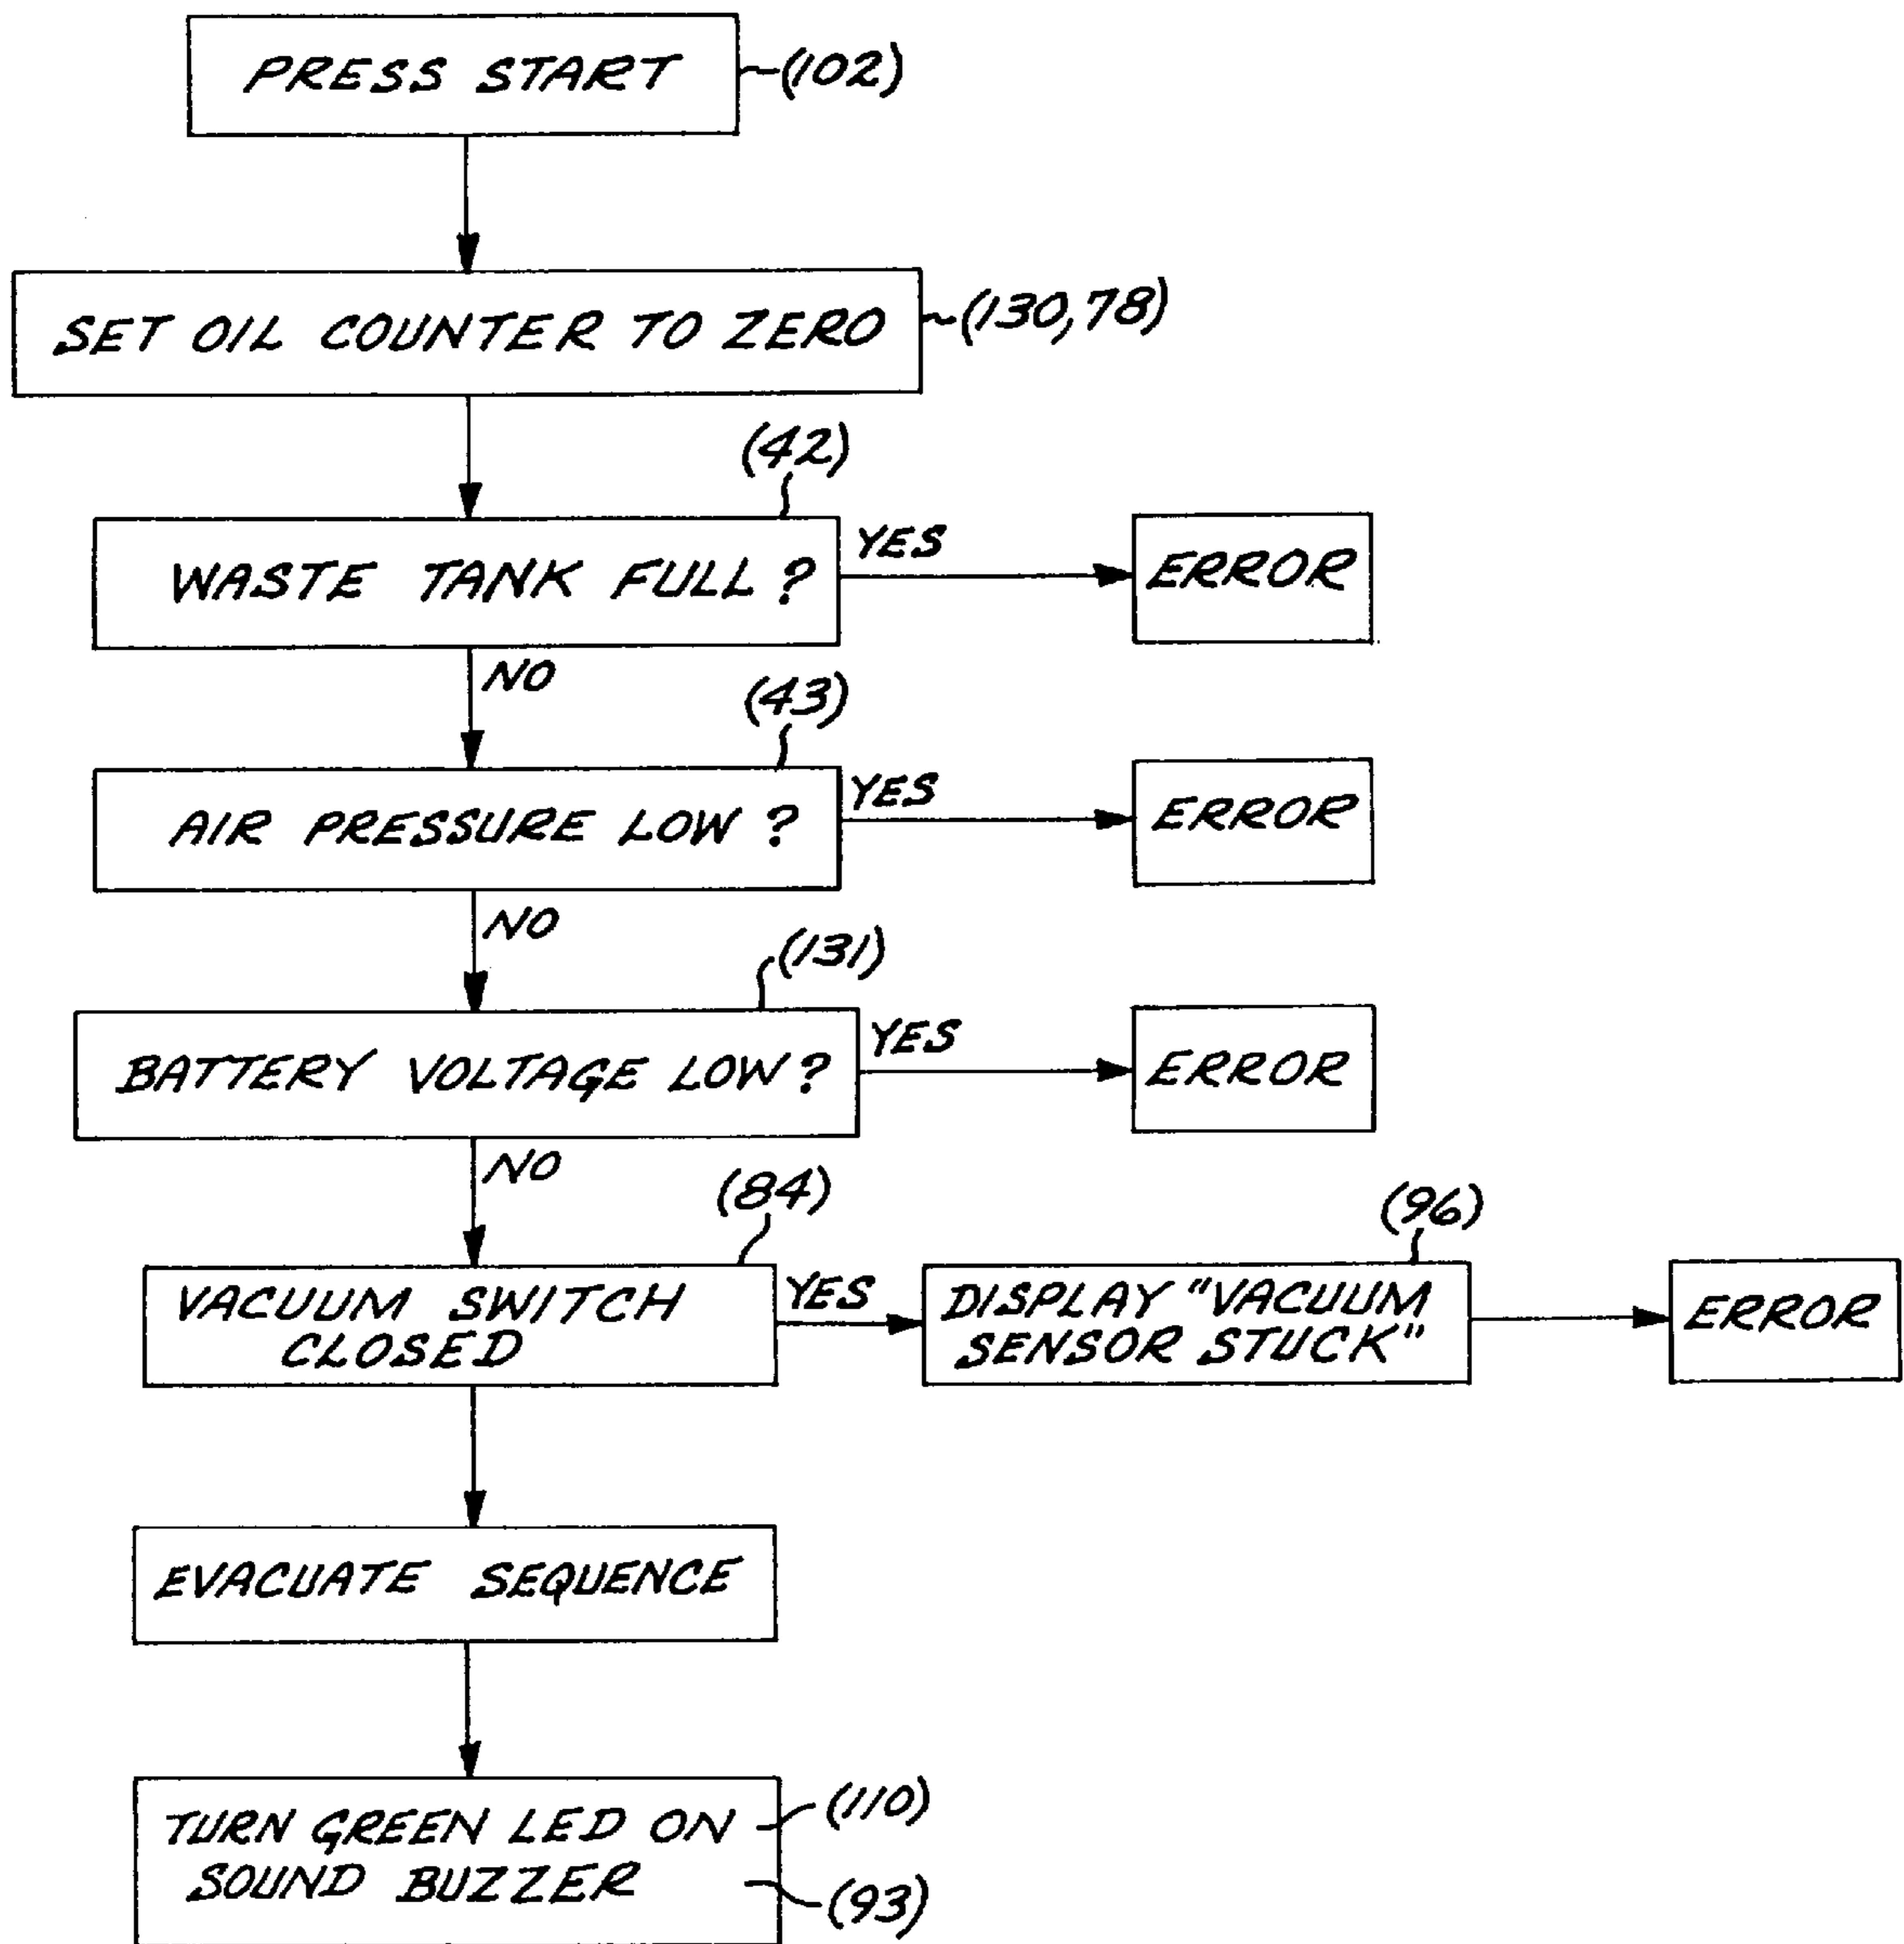 PRESS START
(102)
SET OIL COUNTER TO ZERO
(130,78)
(42)
WASTE TANK FULL ?
YES
ERROR
NO
(43)
AIR PRESSURE LOW ?
YES
ERROR
NO
(131)
BATTERY VOLTAGE LOW ?
YES
ERROR
NO
(84)
VACUUM SWITCH
CLOSED
YES
(96)
DISPLAY "VACUUM
SENSOR STUCK"
ERROR
EVACUATE SEQUENCE
TURN GREEN LED ON
(110)
SOUND BUZZER
(93)